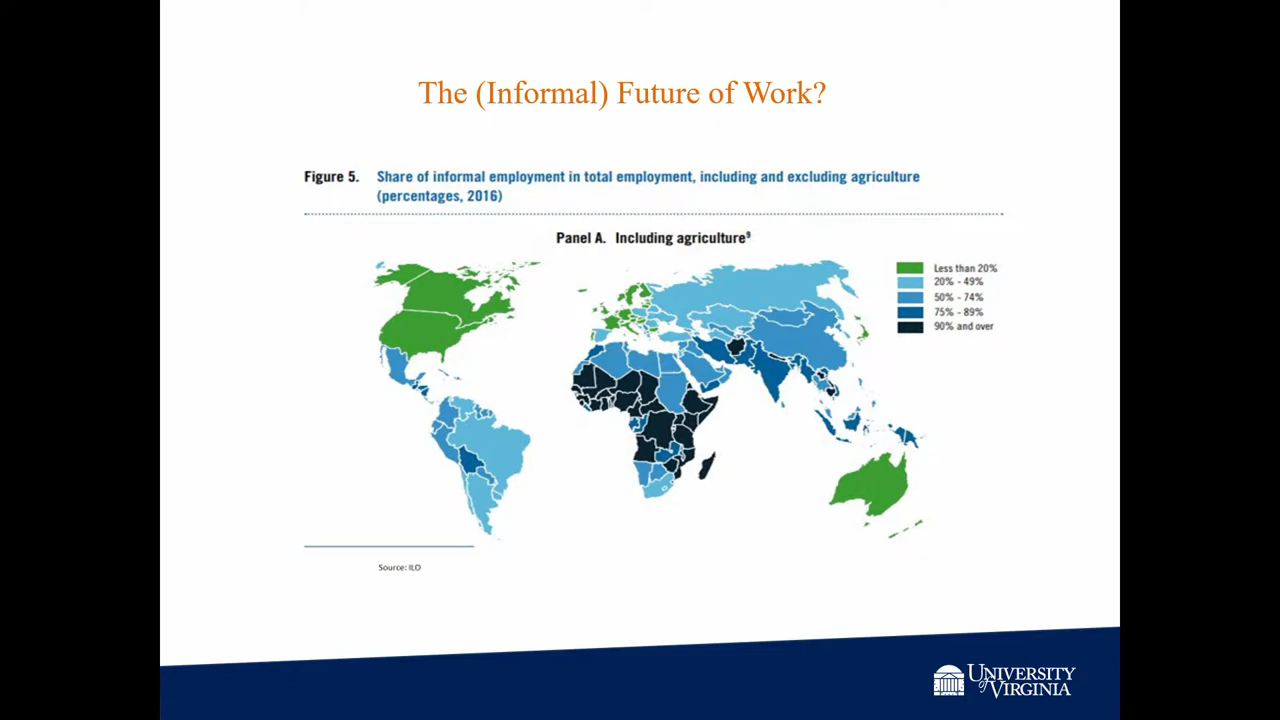 The (Informal) Future of Work?
Figure 5. Share of informal employment in total employment, including and excluding agriculture
(percentages, 2016)
Panel A. Including agriculture⁹
Less than 20%
20% - 49%
50% - 74%
75% - 89%
90% and over
Source: ILO
UNIVERSITY
of VIRGINIA